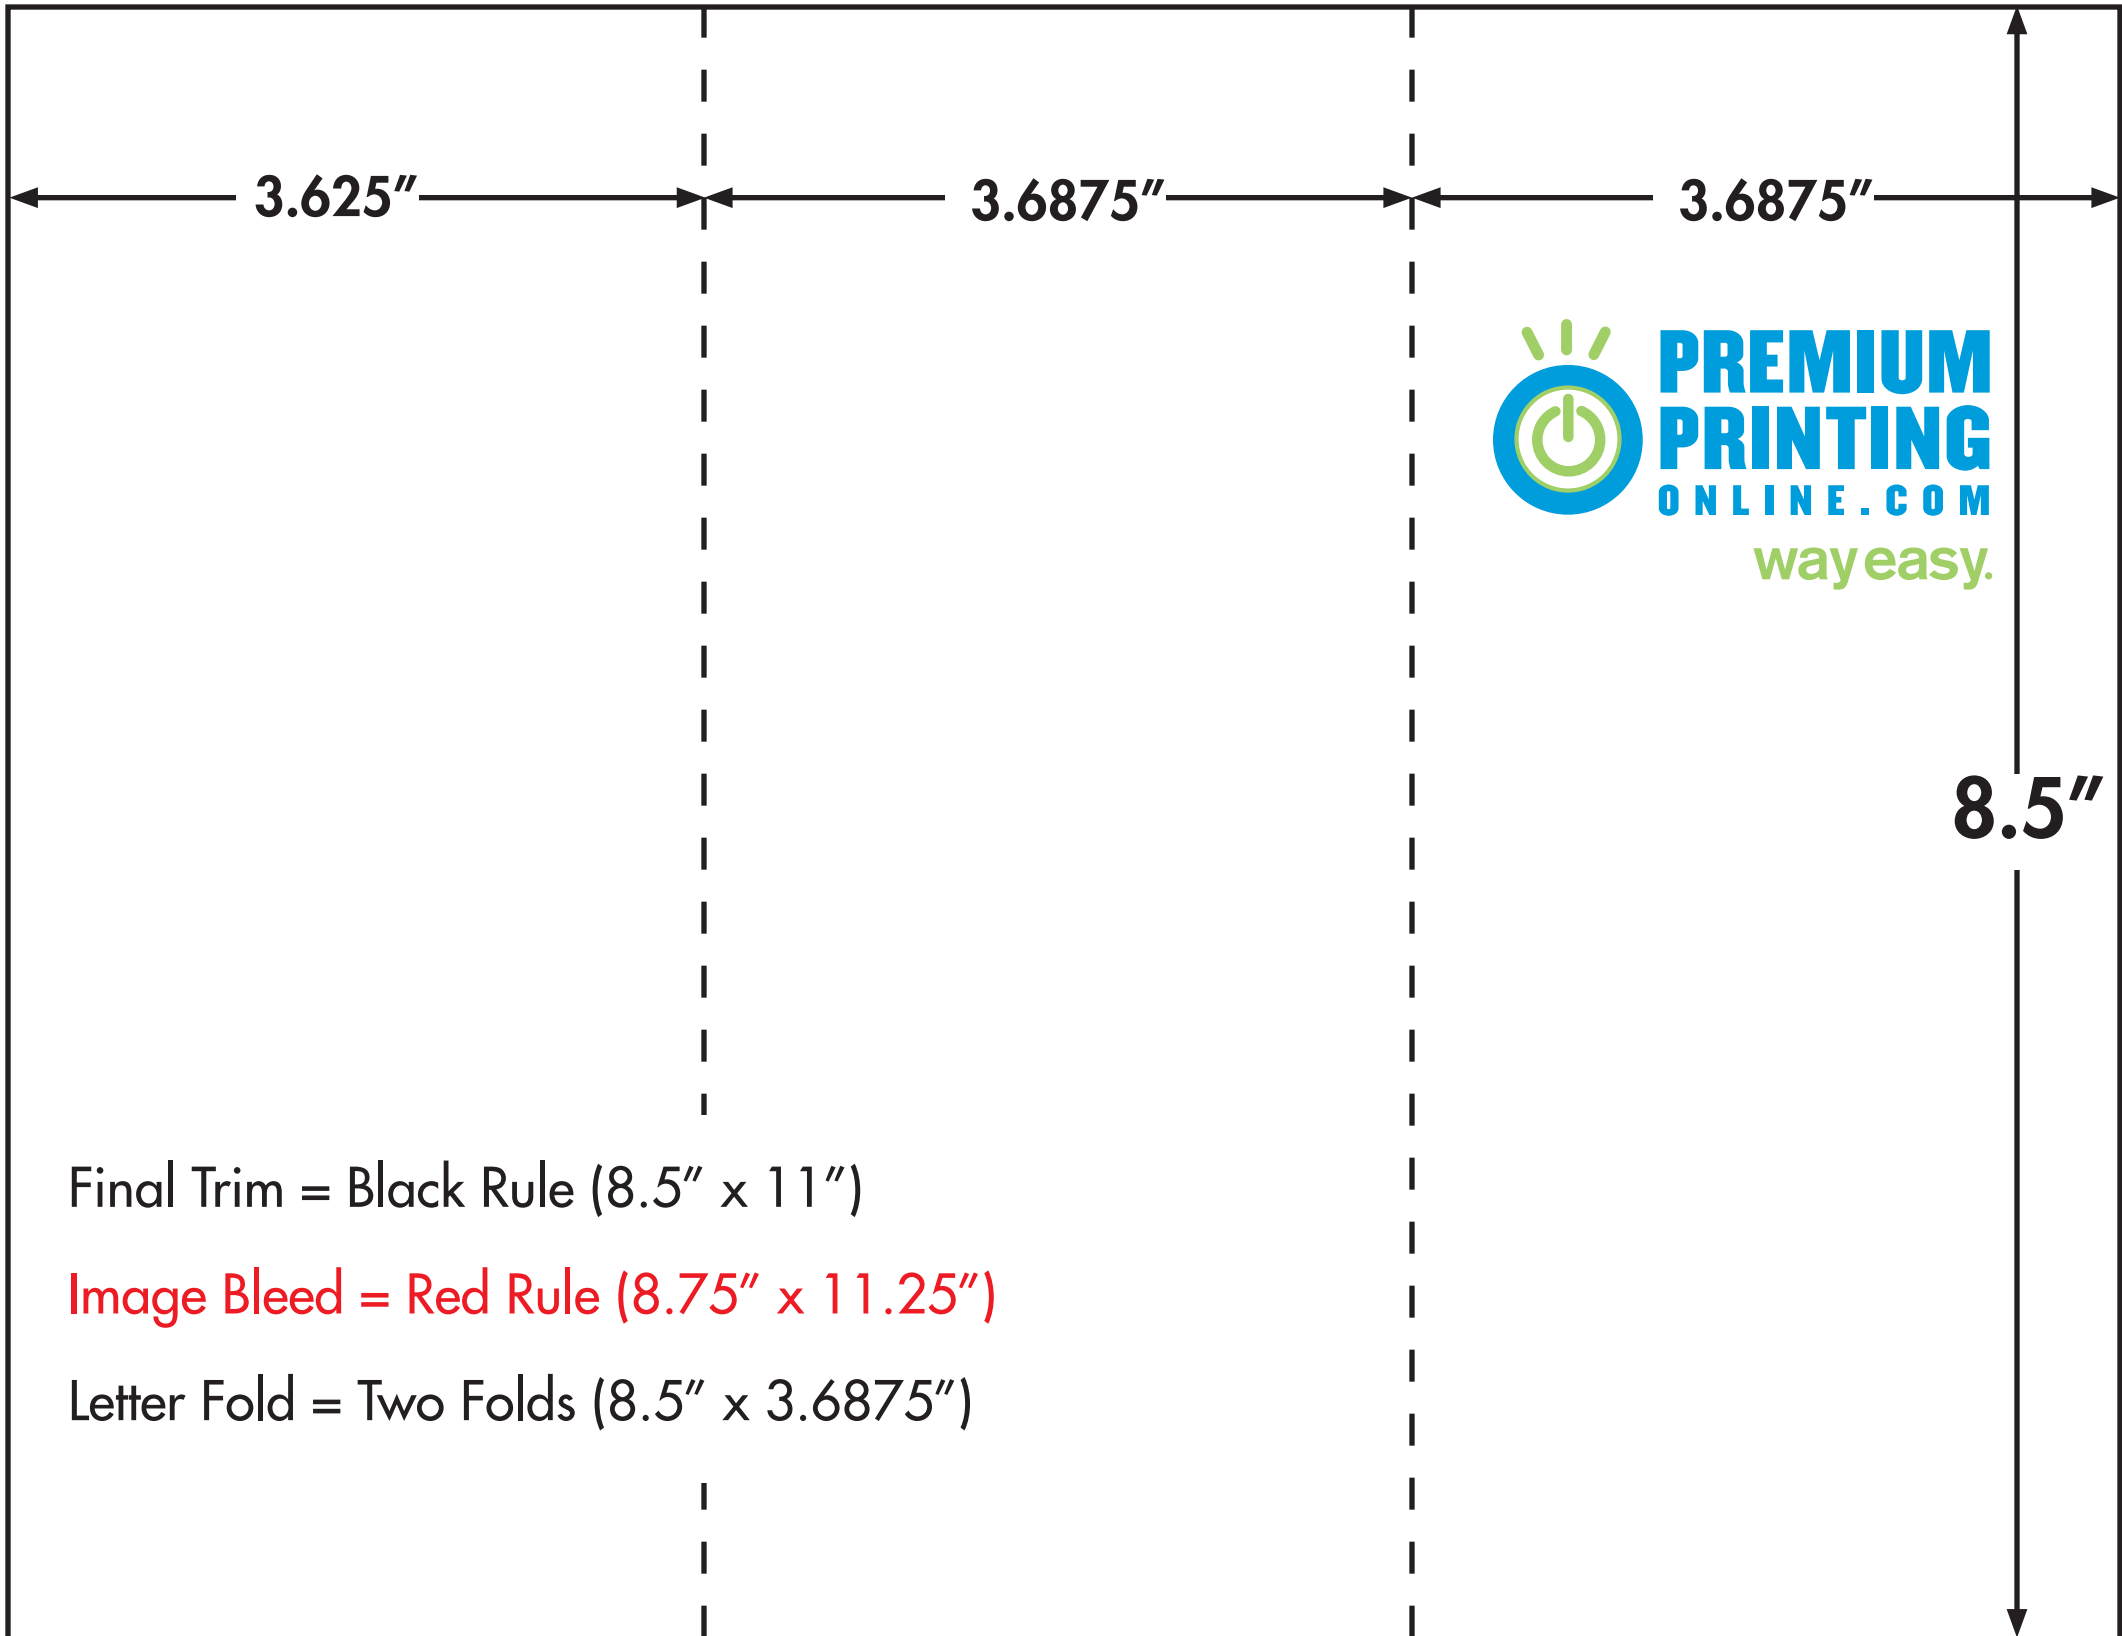 3.625” 3.6875” 3.6875”
PREMIUM
PRINTING
ONLINE.COM
way easy.
8.5”
Final Trim = Black Rule (8.5” x 11”)
Image Bleed = Red Rule (8.75” x 11.25”)
Letter Fold = Two Folds (8.5” x 3.6875”)